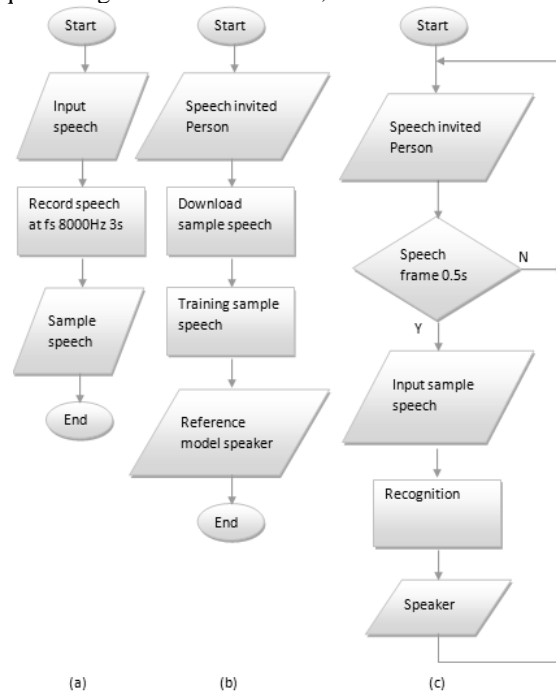 Start
Input
speech
Record speech
at fs 8000Hz 3s
Sample
speech
End
(a)
Start
Speech invited
Person
Download
sample speech
Training sample
speech
Reference
model speaker
End
(b)
Start
Speech invited
Person
Speech
frame 0.5s
N
Y
Input sample
speech
Recognition
Speaker
(c)